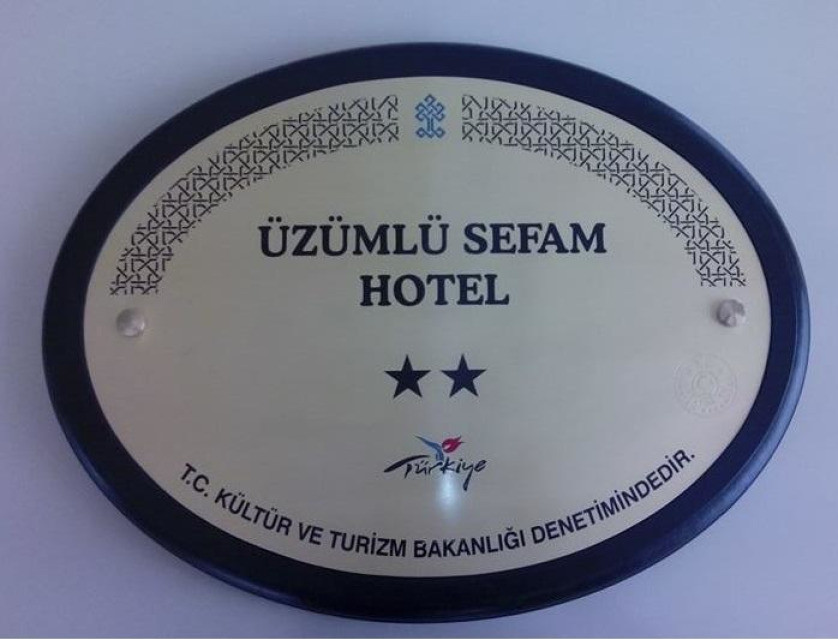 ÜZÜMLÜ SEFAM
HOTEL
Türkiye
T.C. KÜLTÜR VE TURİZM BAKANLIĞI DENETİMİNDEDİR.